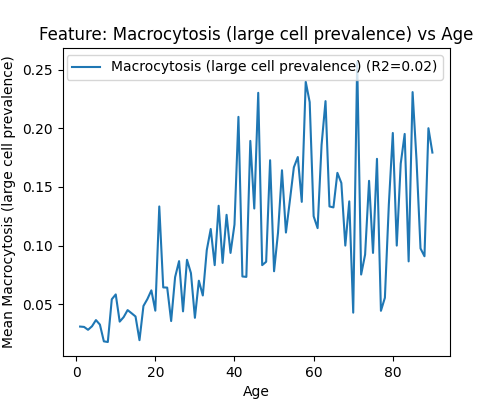 Feature: Macrocytosis (large cell prevalence) vs Age
Macrocytosis (large cell prevalence) (R2=0.02)
Mean Macrocytosis (large cell prevalence)
0.25
0.20
0.15
0.10
0.05
0 20 40 60 80
Age